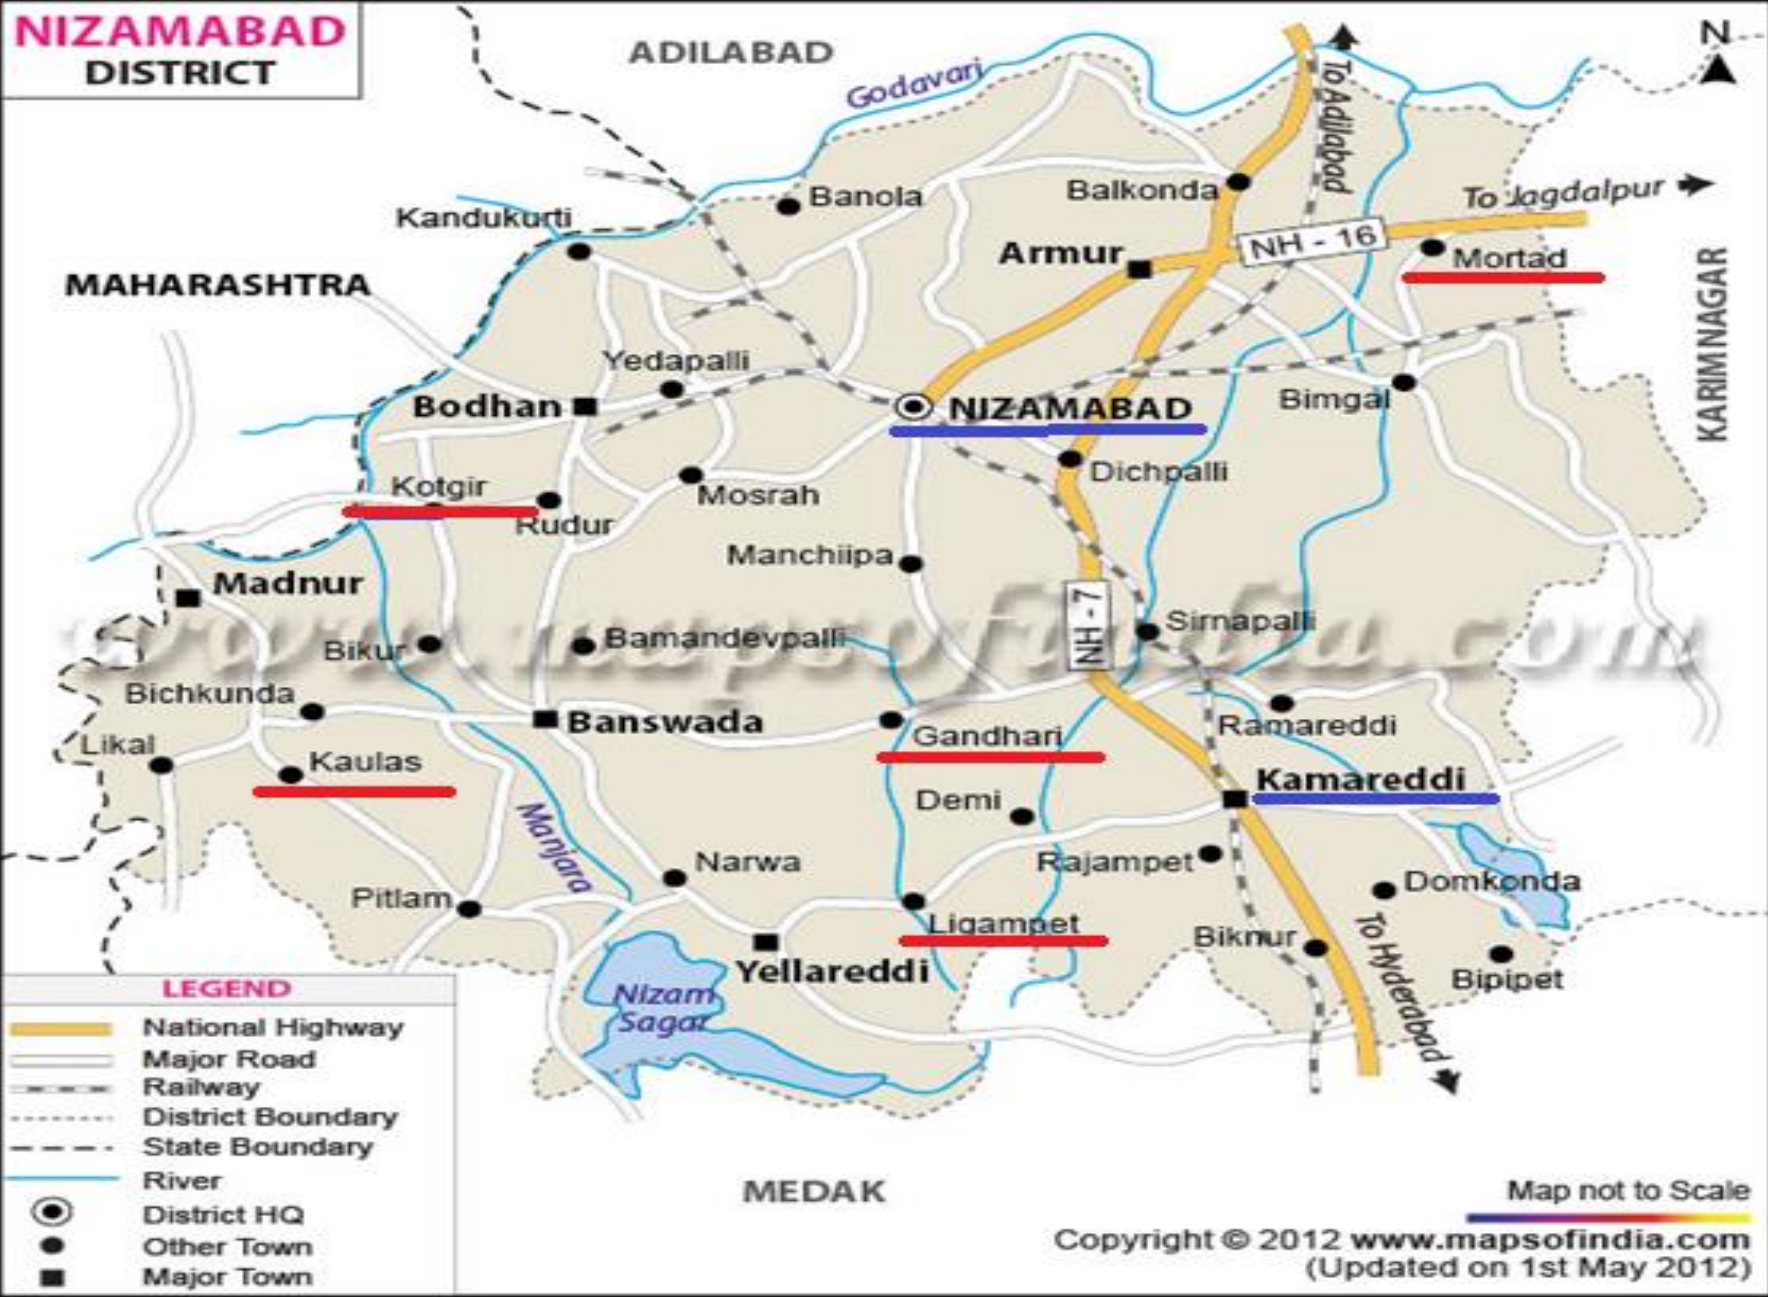 NIZAMABAD
DISTRICT
ADILABAD
Godavari
To Adilabad
N
Banola
Balkonda
To Jagdalpur
Kandukurti
Armur
NH - 16
Mortad
MAHARASHTRA
KARIMNAGAR
Yedapalli
Bodhan
NIZAMABAD
Bimgal
Kotgir
Mosrah
Dichpalli
Rudur
Manchiipa
Madnur
NH - 7
Sirnapalli
www.mapsofindia.com
Bikur
Bamandevpalli
Bichkunda
Banswada
Gandhari
Ramareddi
Likal
Kaulas
Kamareddi
Demi
Manjara
Narwa
Rajampet
Domkonda
Pitlam
Ligampet
Biknur
To Hyderabad
Yellareddi
Bipipet
Nizam
Sagar
LEGEND
National Highway
Major Road
Railway
District Boundary
State Boundary
River
District HQ
Other Town
Major Town
MEDAK
Map not to Scale
Copyright © 2012 www.mapsofindia.com
(Updated on 1st May 2012)